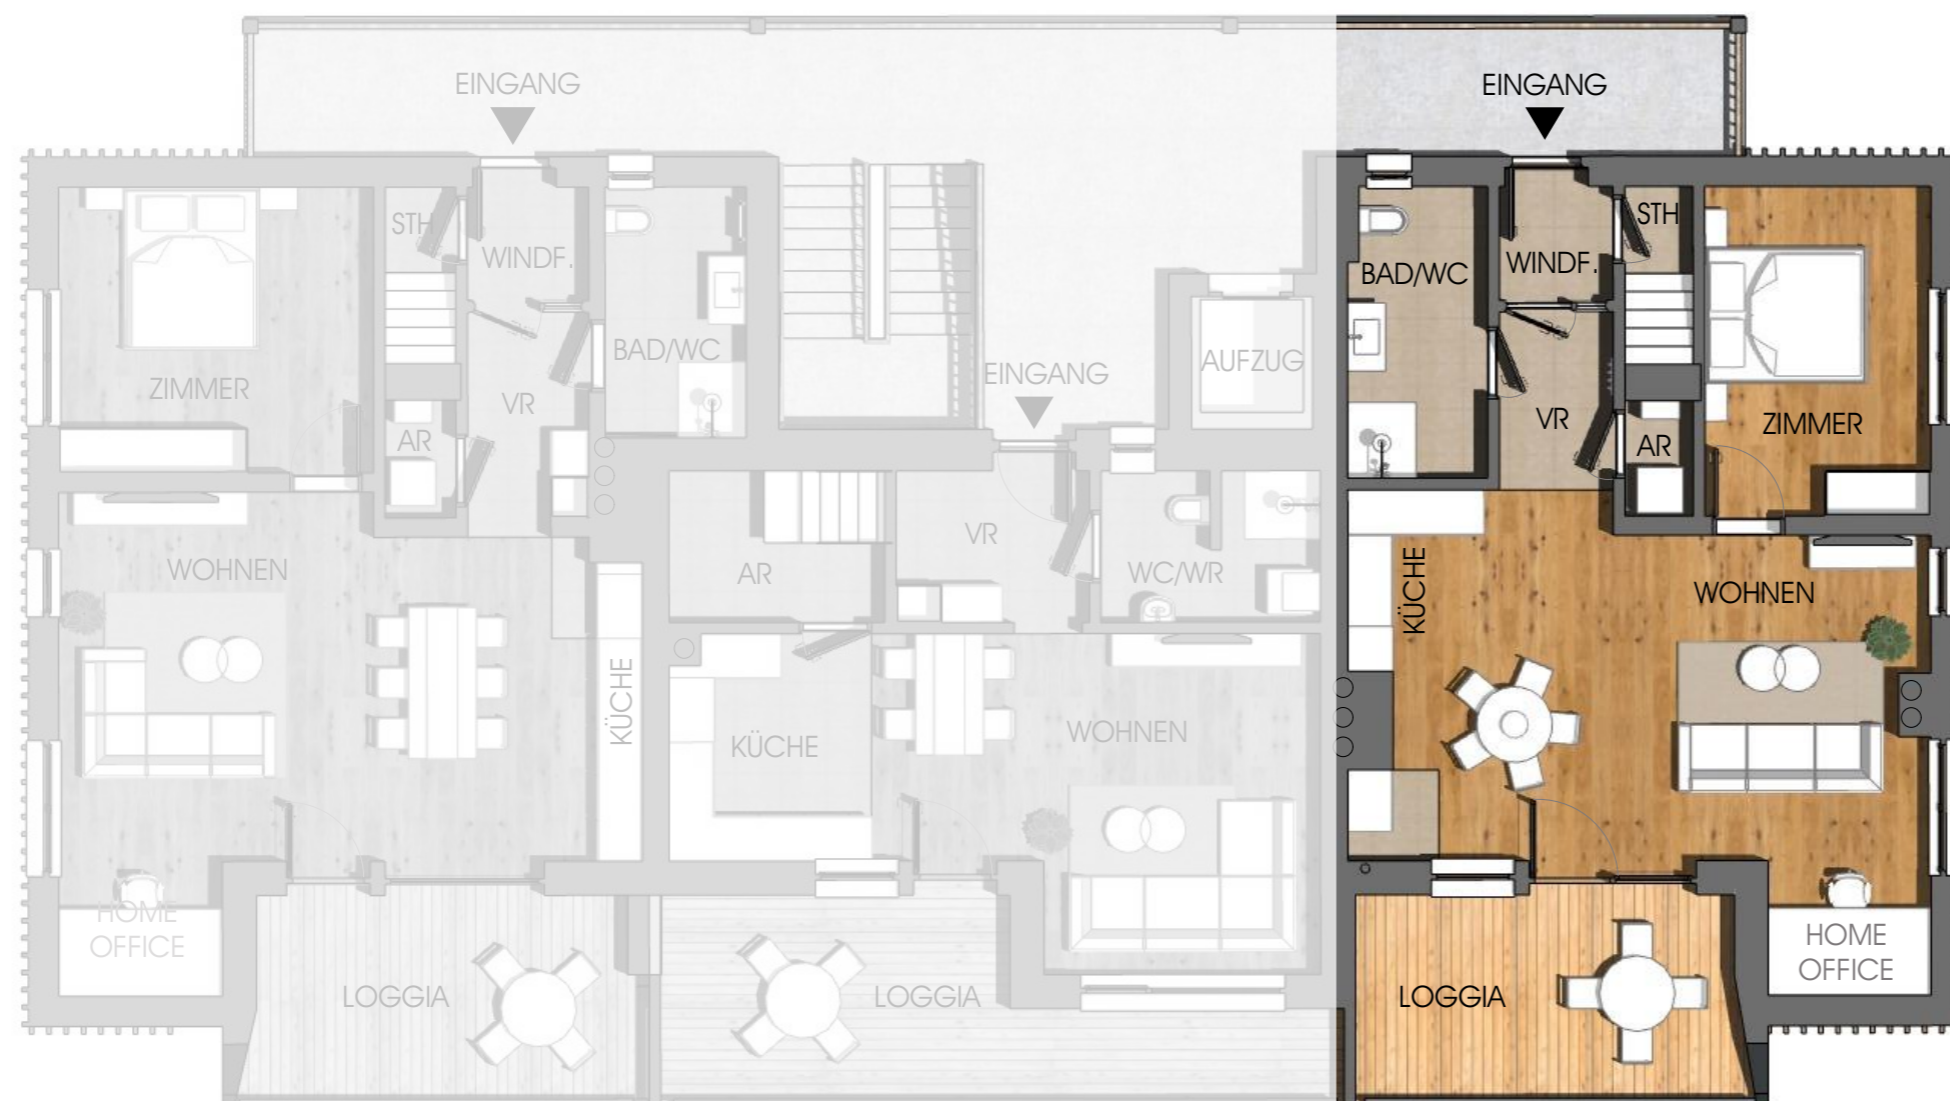 EINGANG
EINGANG
STH
WINDF.
ZIMMER
VR
BAD/WC
AR
EINGANG
AUFZUG
STH
WINDF.
BAD/WC
VR
AR
ZIMMER
WOHNEN
KÜCHE
AR
VR
WC/WR
KÜCHE
WOHNEN
KÜCHE
WOHNEN
HOME
OFFICE
LOGGIA
LOGGIA
LOGGIA
HOME
OFFICE